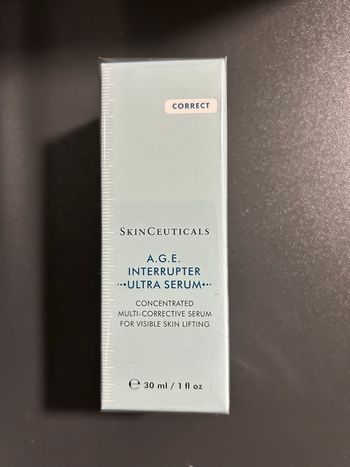 CORRECT
SKINCEUTICALS
A.G.E.
INTERRUPTER
ULTRA SERUM
CONCENTRATED
MULTI-CORRECTIVE SERUM
FOR VISIBLE SKIN LIFTING
℮ 30 ml / 1 fl oz